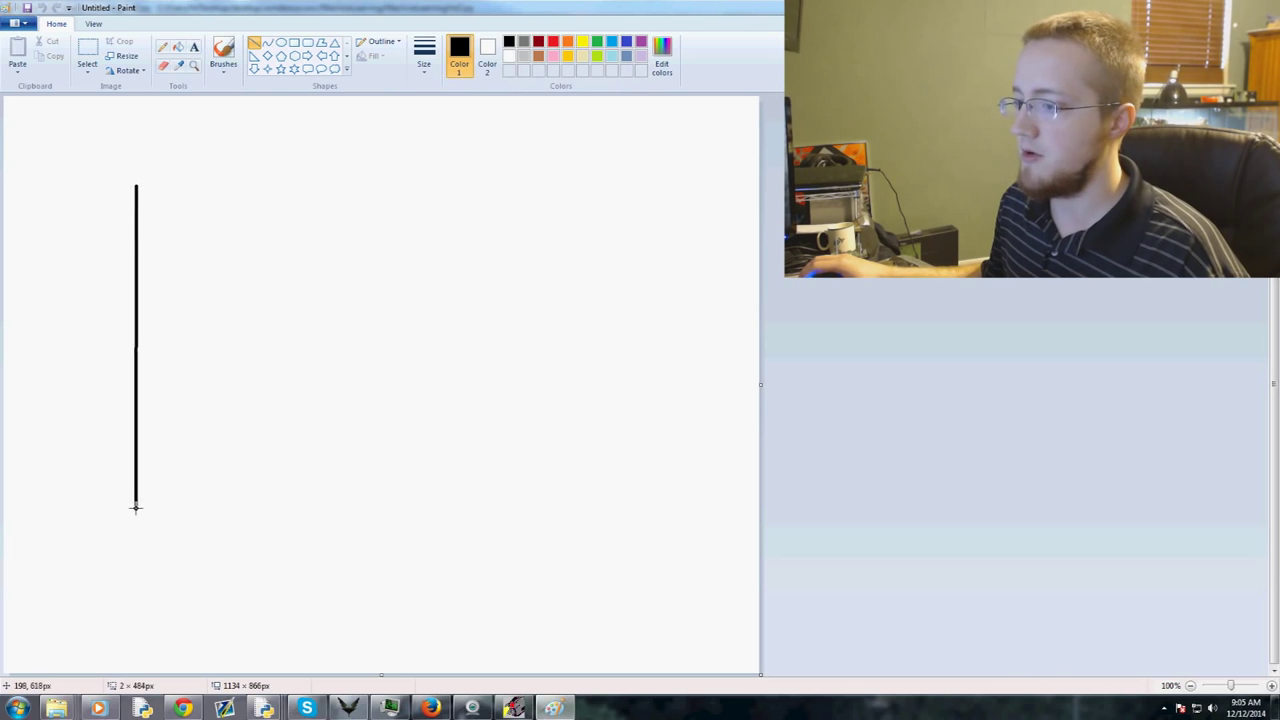 Untitled - Paint
Home View
Paste
Cut
Copy
Clipboard
Select
Crop
Resize
Rotate
Image
A
Tools
Brushes
Outline
Fill
Shapes
Size
Color 1
Color 2
Edit colors
Colors
198, 618px
2 × 484px
1134 × 866px
100%
9:05 AM
12/12/2014